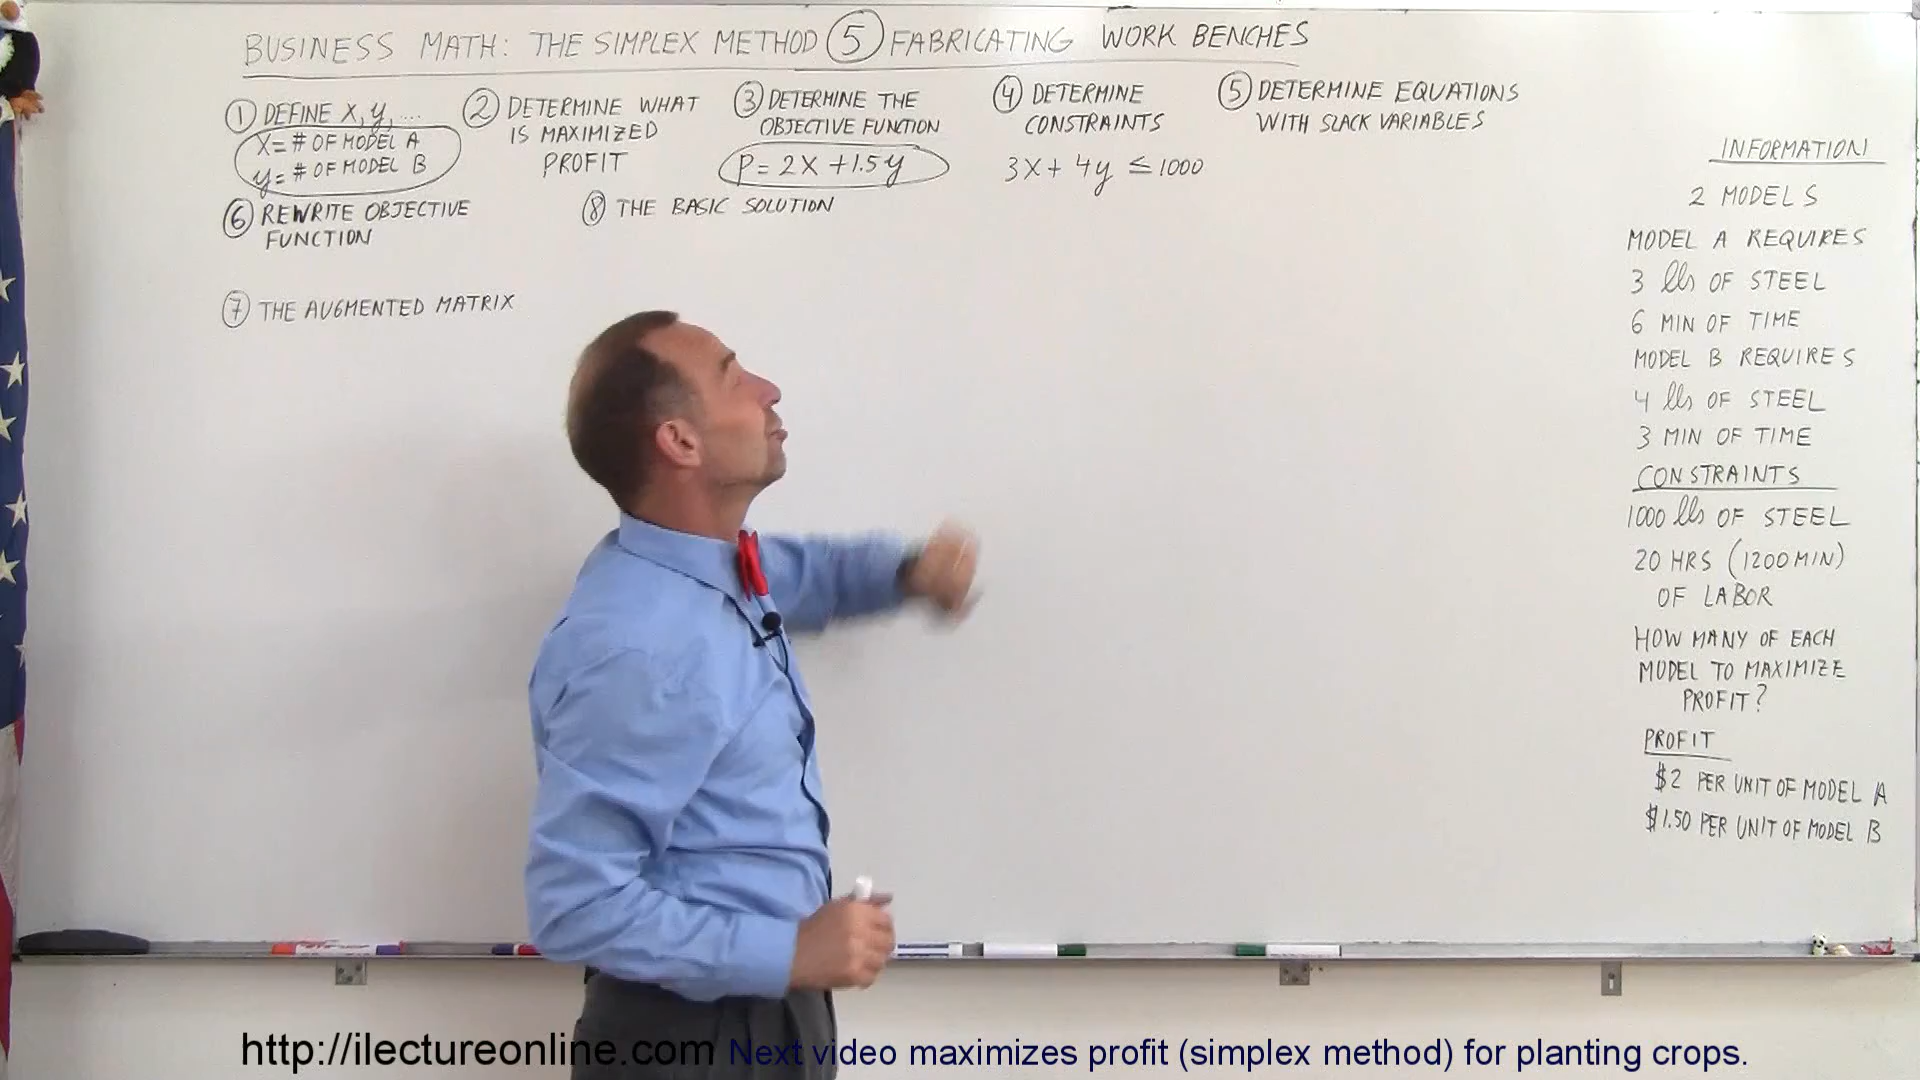 BUSINESS MATH: THE SIMPLEX METHOD 5 FABRICATING WORK BENCHES
1 DEFINE X, y, ....
X = # OF MODEL A
y = # OF MODEL B
2 DETERMINE WHAT
IS MAXIMIZED
PROFIT
3 DETERMINE THE
OBJECTIVE FUNCTION
P = 2X + 1.5y
4 DETERMINE
CONSTRAINTS
3X + 4y ≤ 1000
5 DETERMINE EQUATIONS
WITH SLACK VARIABLES
6 REWRITE OBJECTIVE
FUNCTION
7 THE AUGMENTED MATRIX
8 THE BASIC SOLUTION
INFORMATION
2 MODELS
MODEL A REQUIRES
3 lbs OF STEEL
6 MIN OF TIME
MODEL B REQUIRES
4 lbs OF STEEL
3 MIN OF TIME
CONSTRAINTS
1000 lbs OF STEEL
20 HRS (1200 MIN)
OF LABOR
HOW MANY OF EACH
MODEL TO MAXIMIZE
PROFIT?
PROFIT
$2 PER UNIT OF MODEL A
$1.50 PER UNIT OF MODEL B
http://ilectureonline.com Next video maximizes profit (simplex method) for planting crops.